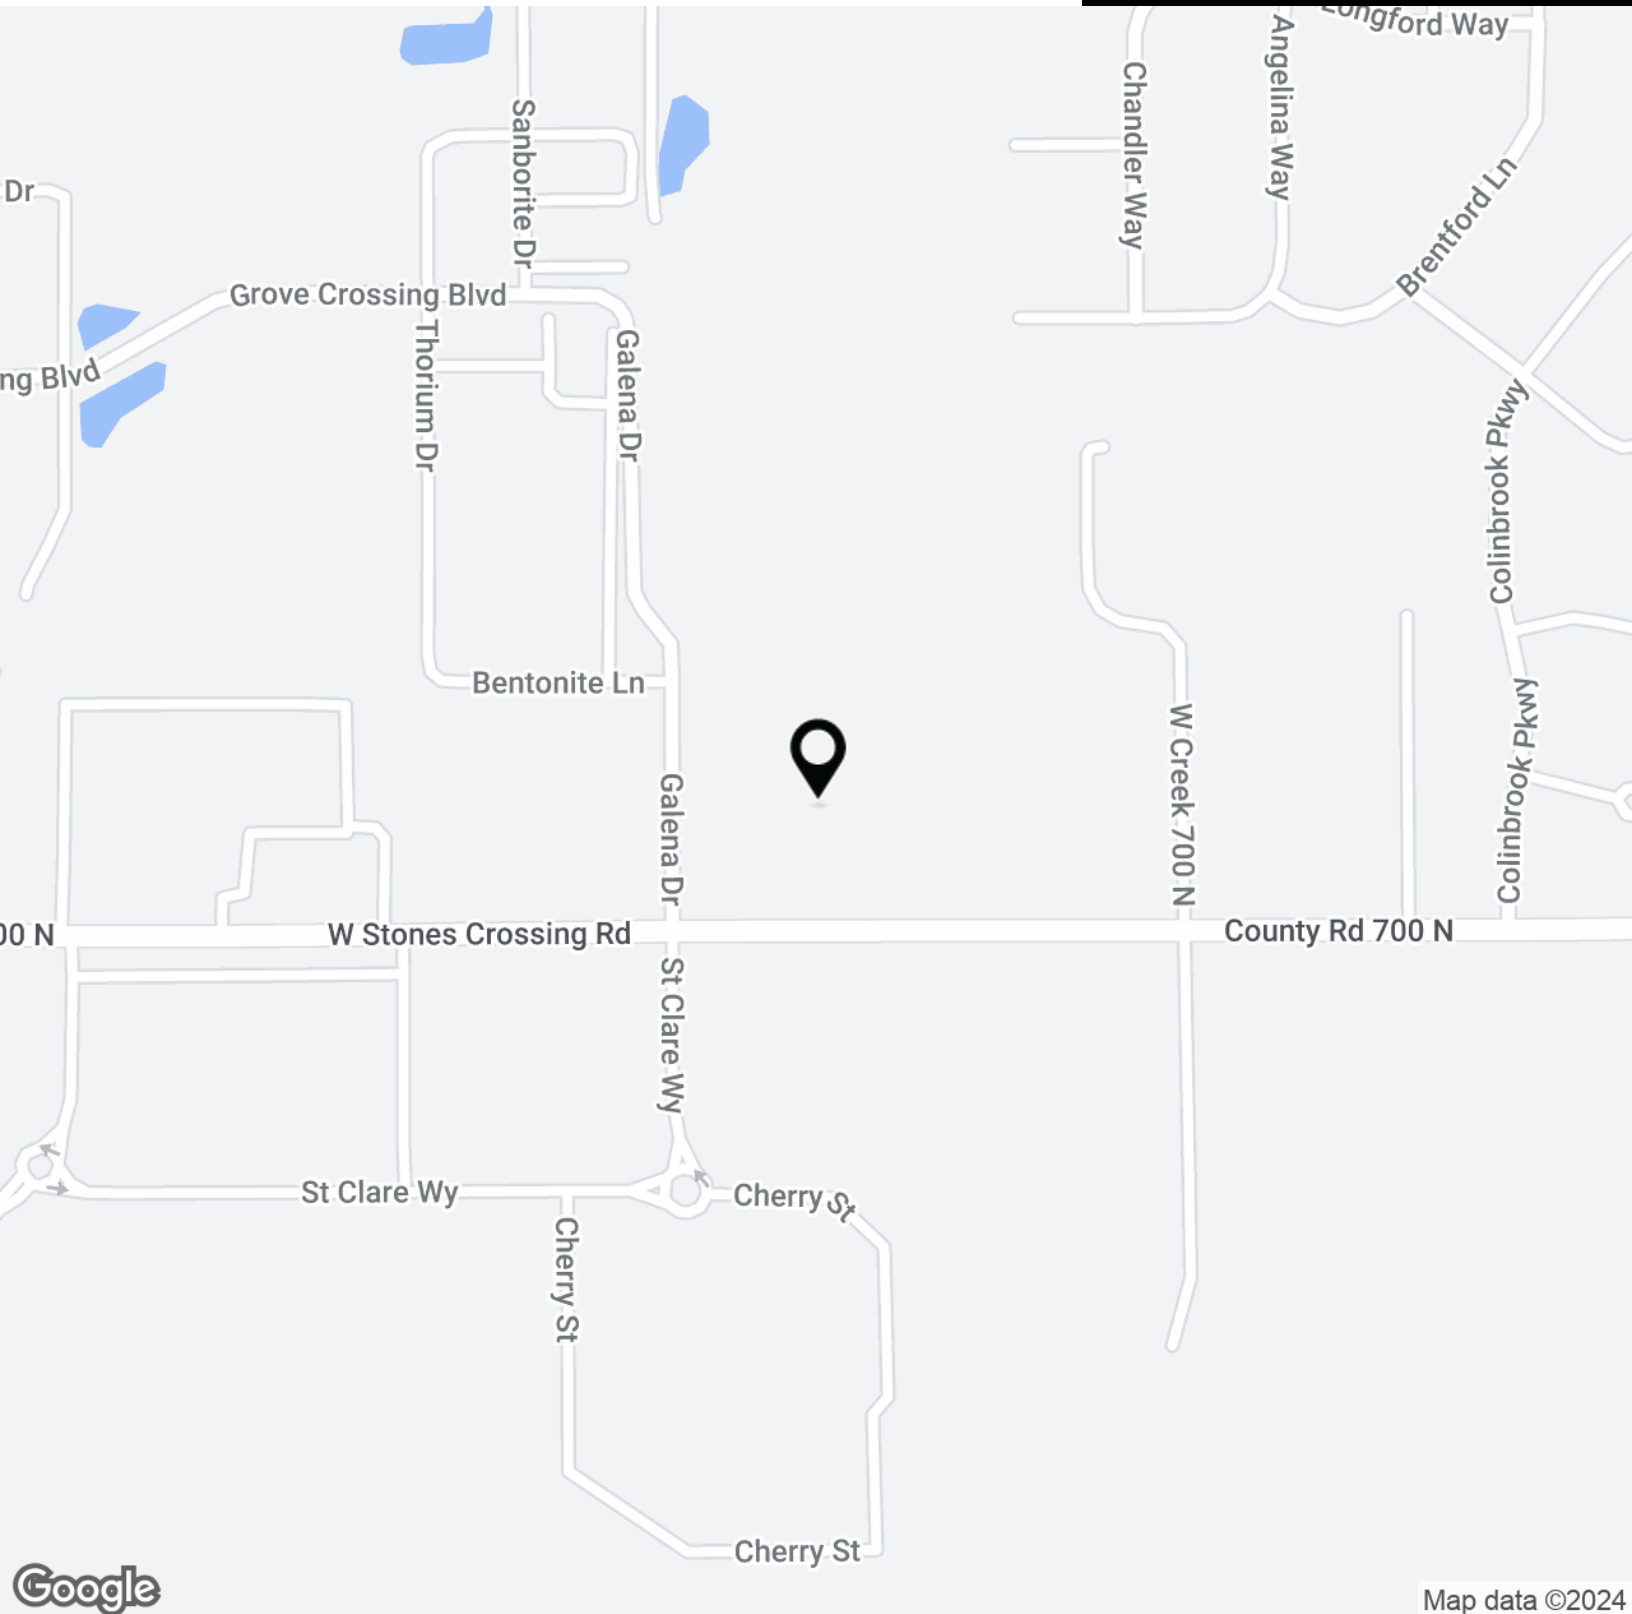 Longford Way
Angelina Way
Chandler Way
Sanborite Dr
Brentford Ln
Dr
Grove Crossing Blvd
ng Blvd
Thorium Dr
Galena Dr
Colinbrook Pkwy
Bentonite Ln
W Creek 700 N
Colinbrook Pkwy
Galena Dr
00 N
W Stones Crossing Rd
County Rd 700 N
St Clare Wy
St Clare Wy
Cherry St
Cherry St
Cherry St
Google
Map data ©2024